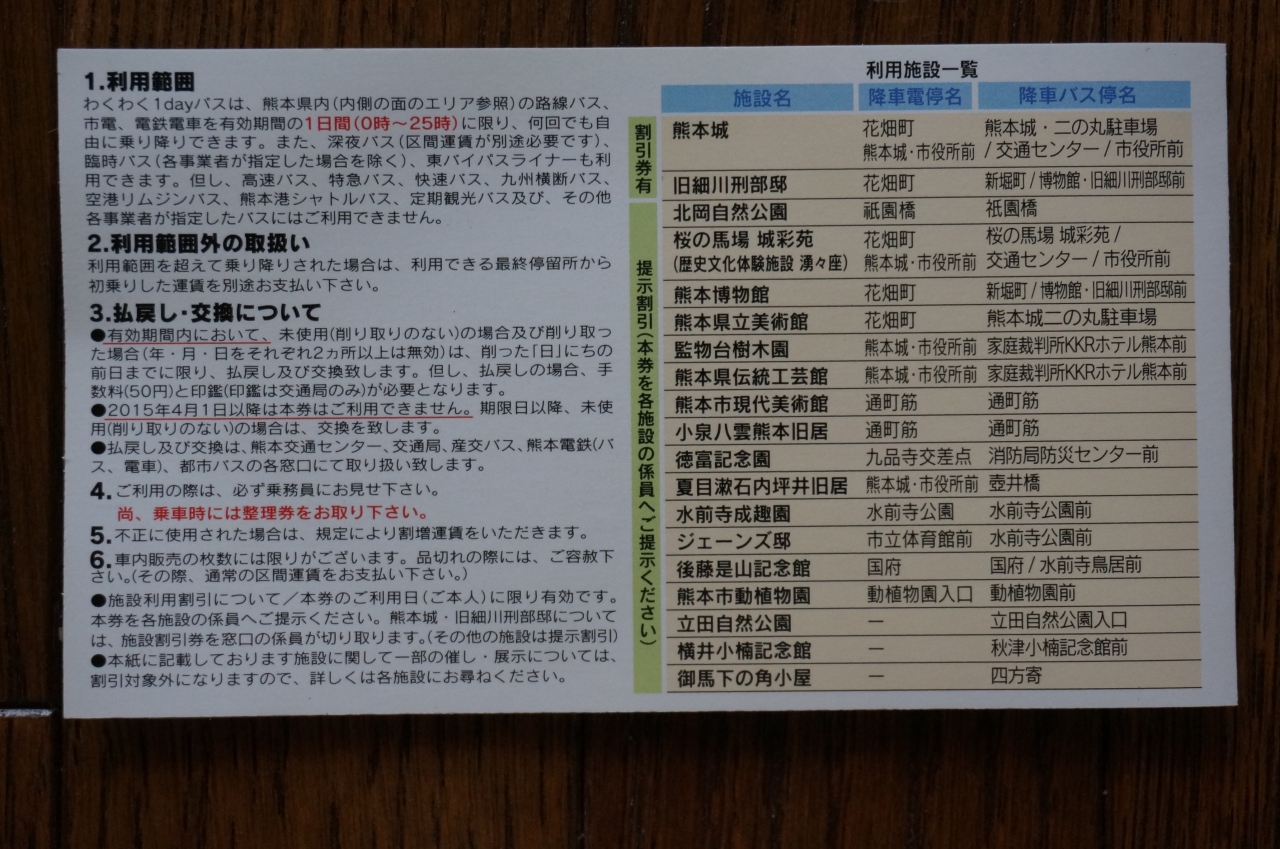 1.利用範囲
わくわく1dayパスは、熊本県内(内側の面のエリア参照)の路線バス、
市電、電鉄電車を有効期間の1日間(0時～25時)に限り、何回でも自
由に乗り降りできます。また、深夜バス(区間運賃が別途必要です)、
臨時バス(各事業者が指定した場合を除く)、東バイパスライナーも利
用できます。但し、高速バス、特急バス、快速バス、九州横断バス、
空港リムジンバス、熊本港シャトルバス、定期観光バス及び、その他
各事業者が指定したバスにはご利用できません。
2.利用範囲外の取扱い
利用範囲を超えて乗り降りされた場合は、利用できる最終停留所から
初乗りした運賃を別途お支払い下さい。
3.払戻し・交換について
●有効期間内において、未使用(削り取りのない)の場合及び削り取っ
た場合(年・月・日をそれぞれ2ヵ所以上は無効)は、削った「日」にちの
前日までに限り、払戻し及び交換致します。但し、払戻しの場合、手
数料(50円)と印鑑(印鑑は交通局のみ)が必要となります。
●2015年4月1日以降は本券はご利用できません。期限日以降、未使
用(削り取りのない)の場合は、交換を致します。
●払戻し及び交換は、熊本交通センター、交通局、産交バス、熊本電鉄(バ
ス、電車)、都市バスの各窓口にて取り扱い致します。
4.ご利用の際は、必ず乗務員にお見せ下さい。
尚、乗車時には整理券をお取り下さい。
5.不正に使用された場合は、規定により割増運賃をいただきます。
6.車内販売の枚数には限りがございます。品切れの際には、ご容赦下
さい。(その際、通常の区間運賃をお支払い下さい。)
●施設利用割引について／本券のご利用日(ご本人)に限り有効です。
本券を各施設の係員へご提示ください。熊本城・旧細川刑部邸について
は、施設割引券を窓口の係員が切り取ります。(その他の施設は提示割引)
●本紙に記載しております施設に関して一部の催し・展示については、
割引対象外になりますので、詳しくは各施設にお尋ねください。
利用施設一覧
施設名 降車電停名 降車バス停名
割引券有
熊本城 花畑町 熊本城・二の丸駐車場
熊本城・市役所前 / 交通センター / 市役所前
旧細川刑部邸 花畑町 新堀町 / 博物館・旧細川刑部邸前
提示割引(本券を各施設の係員へご提示ください)
北岡自然公園 祇園橋 祇園橋
桜の馬場 城彩苑 花畑町 桜の馬場 城彩苑 /
(歴史文化体験施設 湧々座) 熊本城・市役所前 交通センター / 市役所前
熊本博物館 花畑町 新堀町 / 博物館・旧細川刑部邸前
熊本県立美術館 花畑町 熊本城二の丸駐車場
監物台樹木園 熊本城・市役所前 家庭裁判所KKRホテル熊本前
熊本県伝統工芸館 熊本城・市役所前 家庭裁判所KKRホテル熊本前
熊本市現代美術館 通町筋 通町筋
小泉八雲熊本旧居 通町筋 通町筋
徳富記念園 九品寺交差点 消防局防災センター前
夏目漱石内坪井旧居 熊本城・市役所前 壺井橋
水前寺成趣園 水前寺公園 水前寺公園前
ジェーンズ邸 市立体育館前 水前寺公園前
後藤是山記念館 国府 国府 / 水前寺鳥居前
熊本市動植物園 動植物園入口 動植物園前
立田自然公園 － 立田自然公園入口
横井小楠記念館 － 秋津小楠記念館前
御馬下の角小屋 － 四方寄